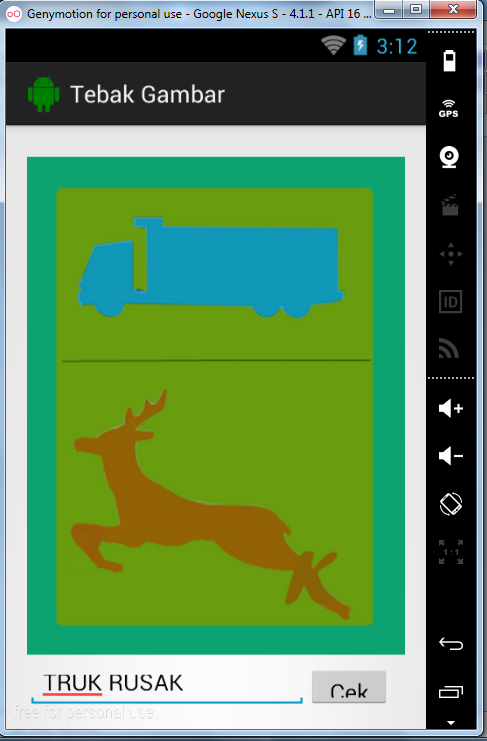 Genymotion for personal use - Google Nexus S - 4.1.1 - API 16 ...
3:12
GPS
Tebak Gambar
ID
1:1
TRUK RUSAK
Cek
free for personal use